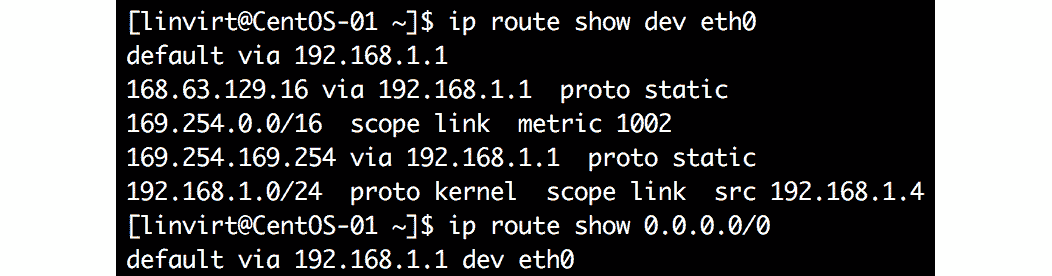 [linvirt@CentOS-01 ~]$ ip route show dev eth0
default via 192.168.1.1
168.63.129.16 via 192.168.1.1  proto static
169.254.0.0/16  scope link  metric 1002
169.254.169.254 via 192.168.1.1  proto static
192.168.1.0/24  proto kernel  scope link  src 192.168.1.4
[linvirt@CentOS-01 ~]$ ip route show 0.0.0.0/0
default via 192.168.1.1 dev eth0